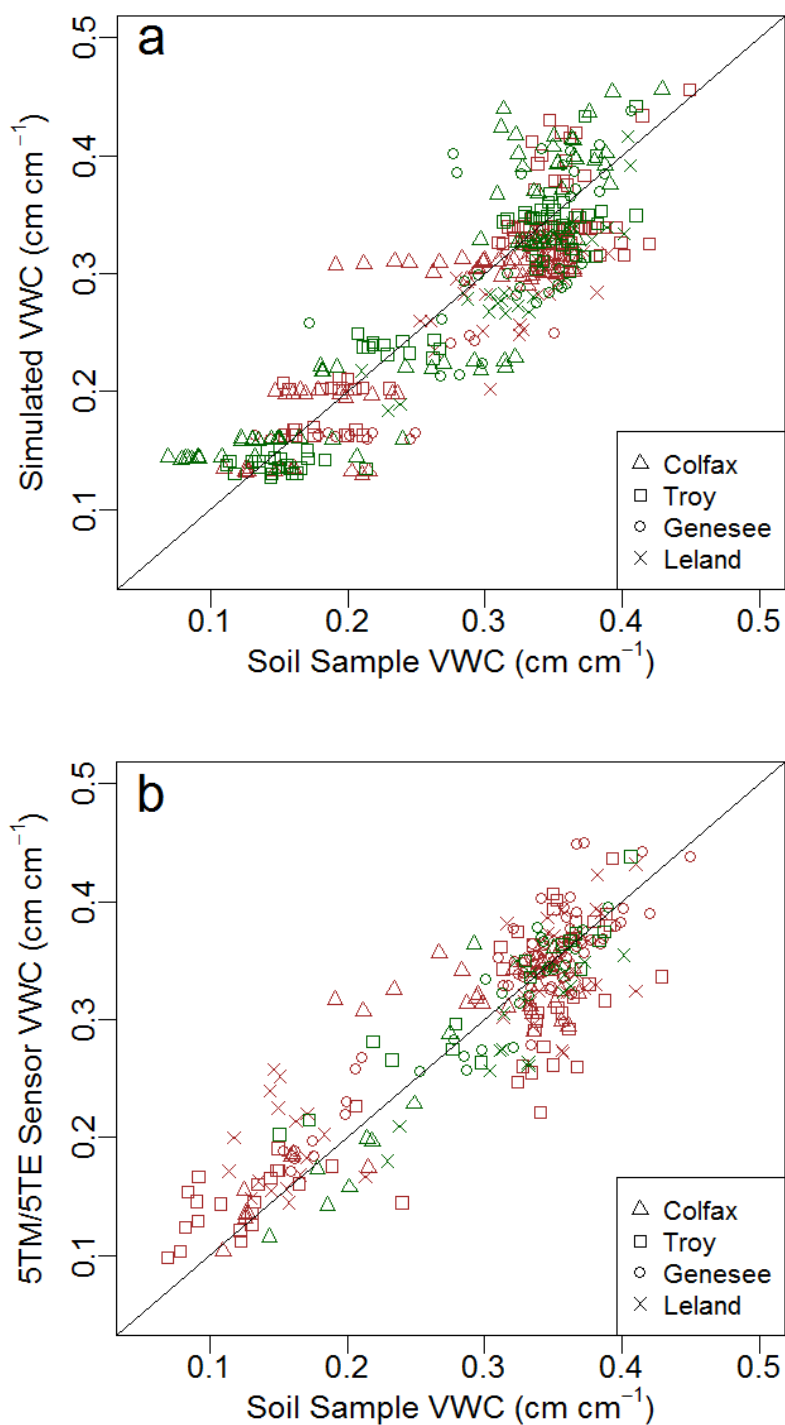 a
Simulated VWC (cm cm⁻¹)
0.5
0.4
0.3
0.2
0.1
Colfax
Troy
Genesee
Leland
0.1 0.2 0.3 0.4 0.5
Soil Sample VWC (cm cm⁻¹)
b
5TM/5TE Sensor VWC (cm cm⁻¹)
0.5
0.4
0.3
0.2
0.1
Colfax
Troy
Genesee
Leland
0.1 0.2 0.3 0.4 0.5
Soil Sample VWC (cm cm⁻¹)